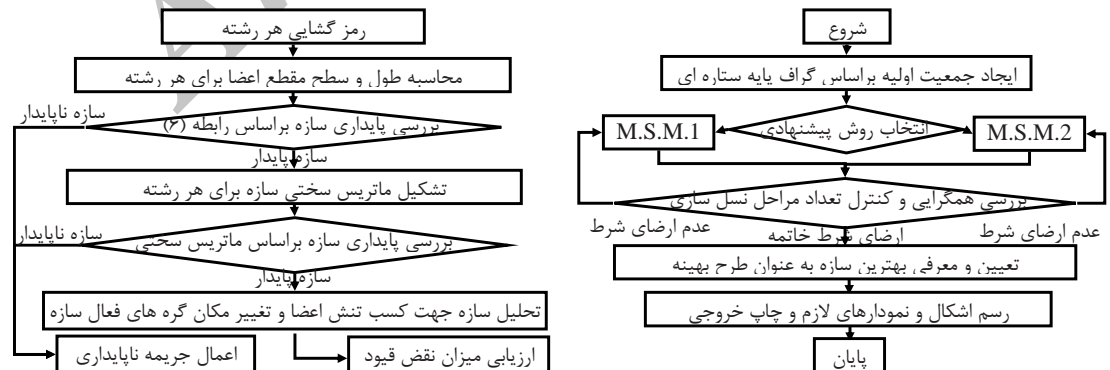 شروع
ایجاد جمعیت اولیه براساس گراف پایه ستاره ای
انتخاب روش پیشنهادی
M.S.M.1
M.S.M.2
بررسی همگرایی و کنترل تعداد مراحل نسل سازی
عدم ارضای شرط
ارضای شرط خاتمه
عدم ارضای شرط
تعیین و معرفی بهترین سازه به عنوان طرح بهینه
رسم اشکال و نمودارهای لازم و چاپ خروجی
پایان
رمز گشایی هر رشته
محاسبه طول و سطح مقطع اعضا برای هر رشته
بررسی پایداری سازه براساس رابطه (۶)
سازه ناپایدار
سازه پایدار
تشکیل ماتریس سختی سازه برای هر رشته
بررسی پایداری سازه براساس ماتریس سختی
سازه ناپایدار
سازه پایدار
تحلیل سازه جهت کسب تنش اعضا و تغییر مکان گره های فعال سازه
ارزیابی میزان نقض قیود
اعمال جریمه ناپایداری